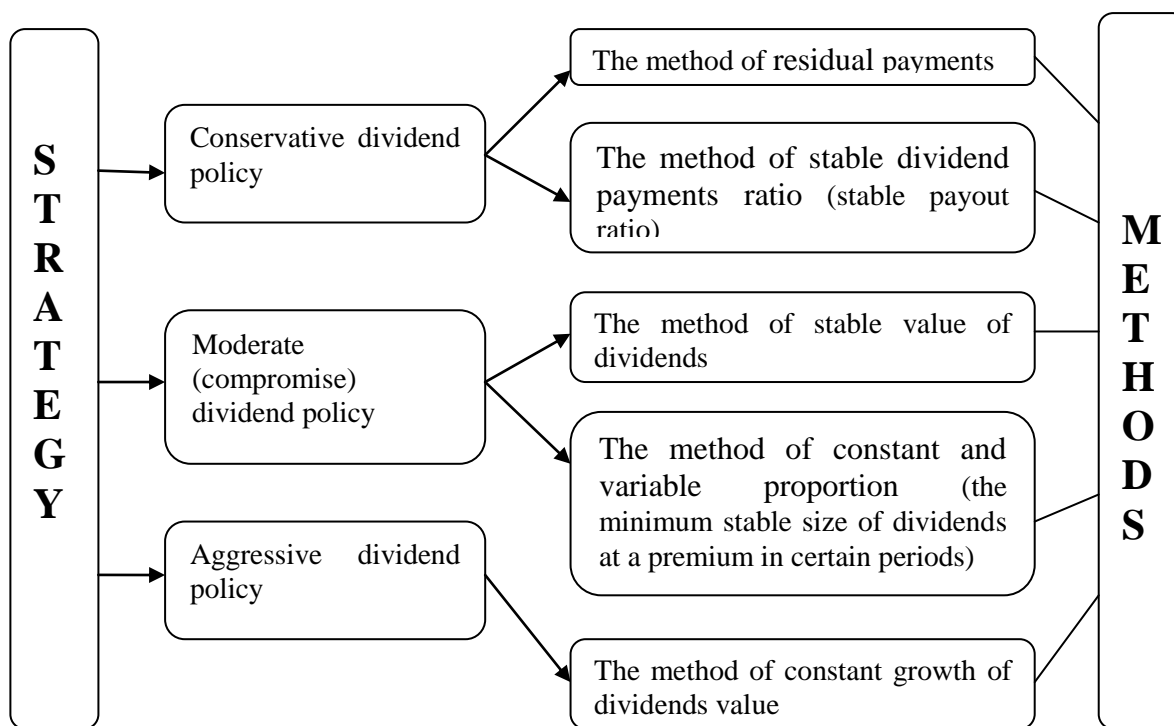 STRATEGY
Conservative dividend
policy
Moderate
(compromise)
dividend policy
Aggressive dividend
policy
The method of residual payments
The method of stable dividend
payments ratio (stable payout
ratio)
The method of stable value of
dividends
The method of constant and
variable proportion (the
minimum stable size of dividends
at a premium in certain periods)
The method of constant growth of
dividends value
METHODS